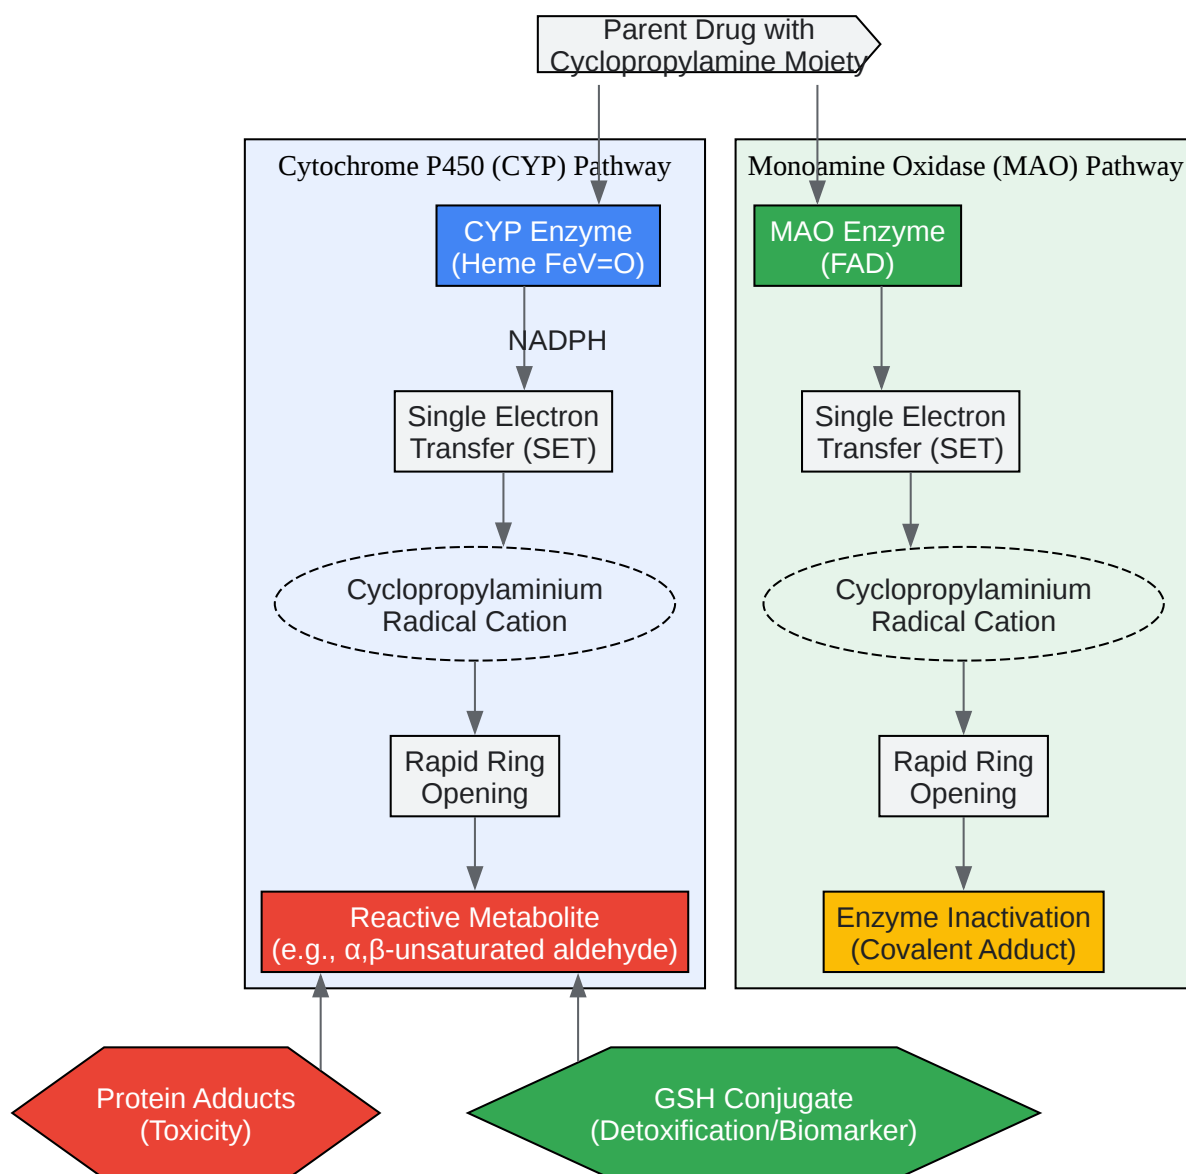 Parent Drug with
Cyclopropylamine Moiety
Cytochrome P450 (CYP) Pathway
CYP Enzyme
(Heme FeV=O)
NADPH
Single Electron
Transfer (SET)
Cyclopropylaminium
Radical Cation
Rapid Ring
Opening
Reactive Metabolite
(e.g., α,β-unsaturated aldehyde)
Monoamine Oxidase (MAO) Pathway
MAO Enzyme
(FAD)
Single Electron
Transfer (SET)
Cyclopropylaminium
Radical Cation
Rapid Ring
Opening
Enzyme Inactivation
(Covalent Adduct)
Protein Adducts
(Toxicity)
GSH Conjugate
(Detoxification/Biomarker)